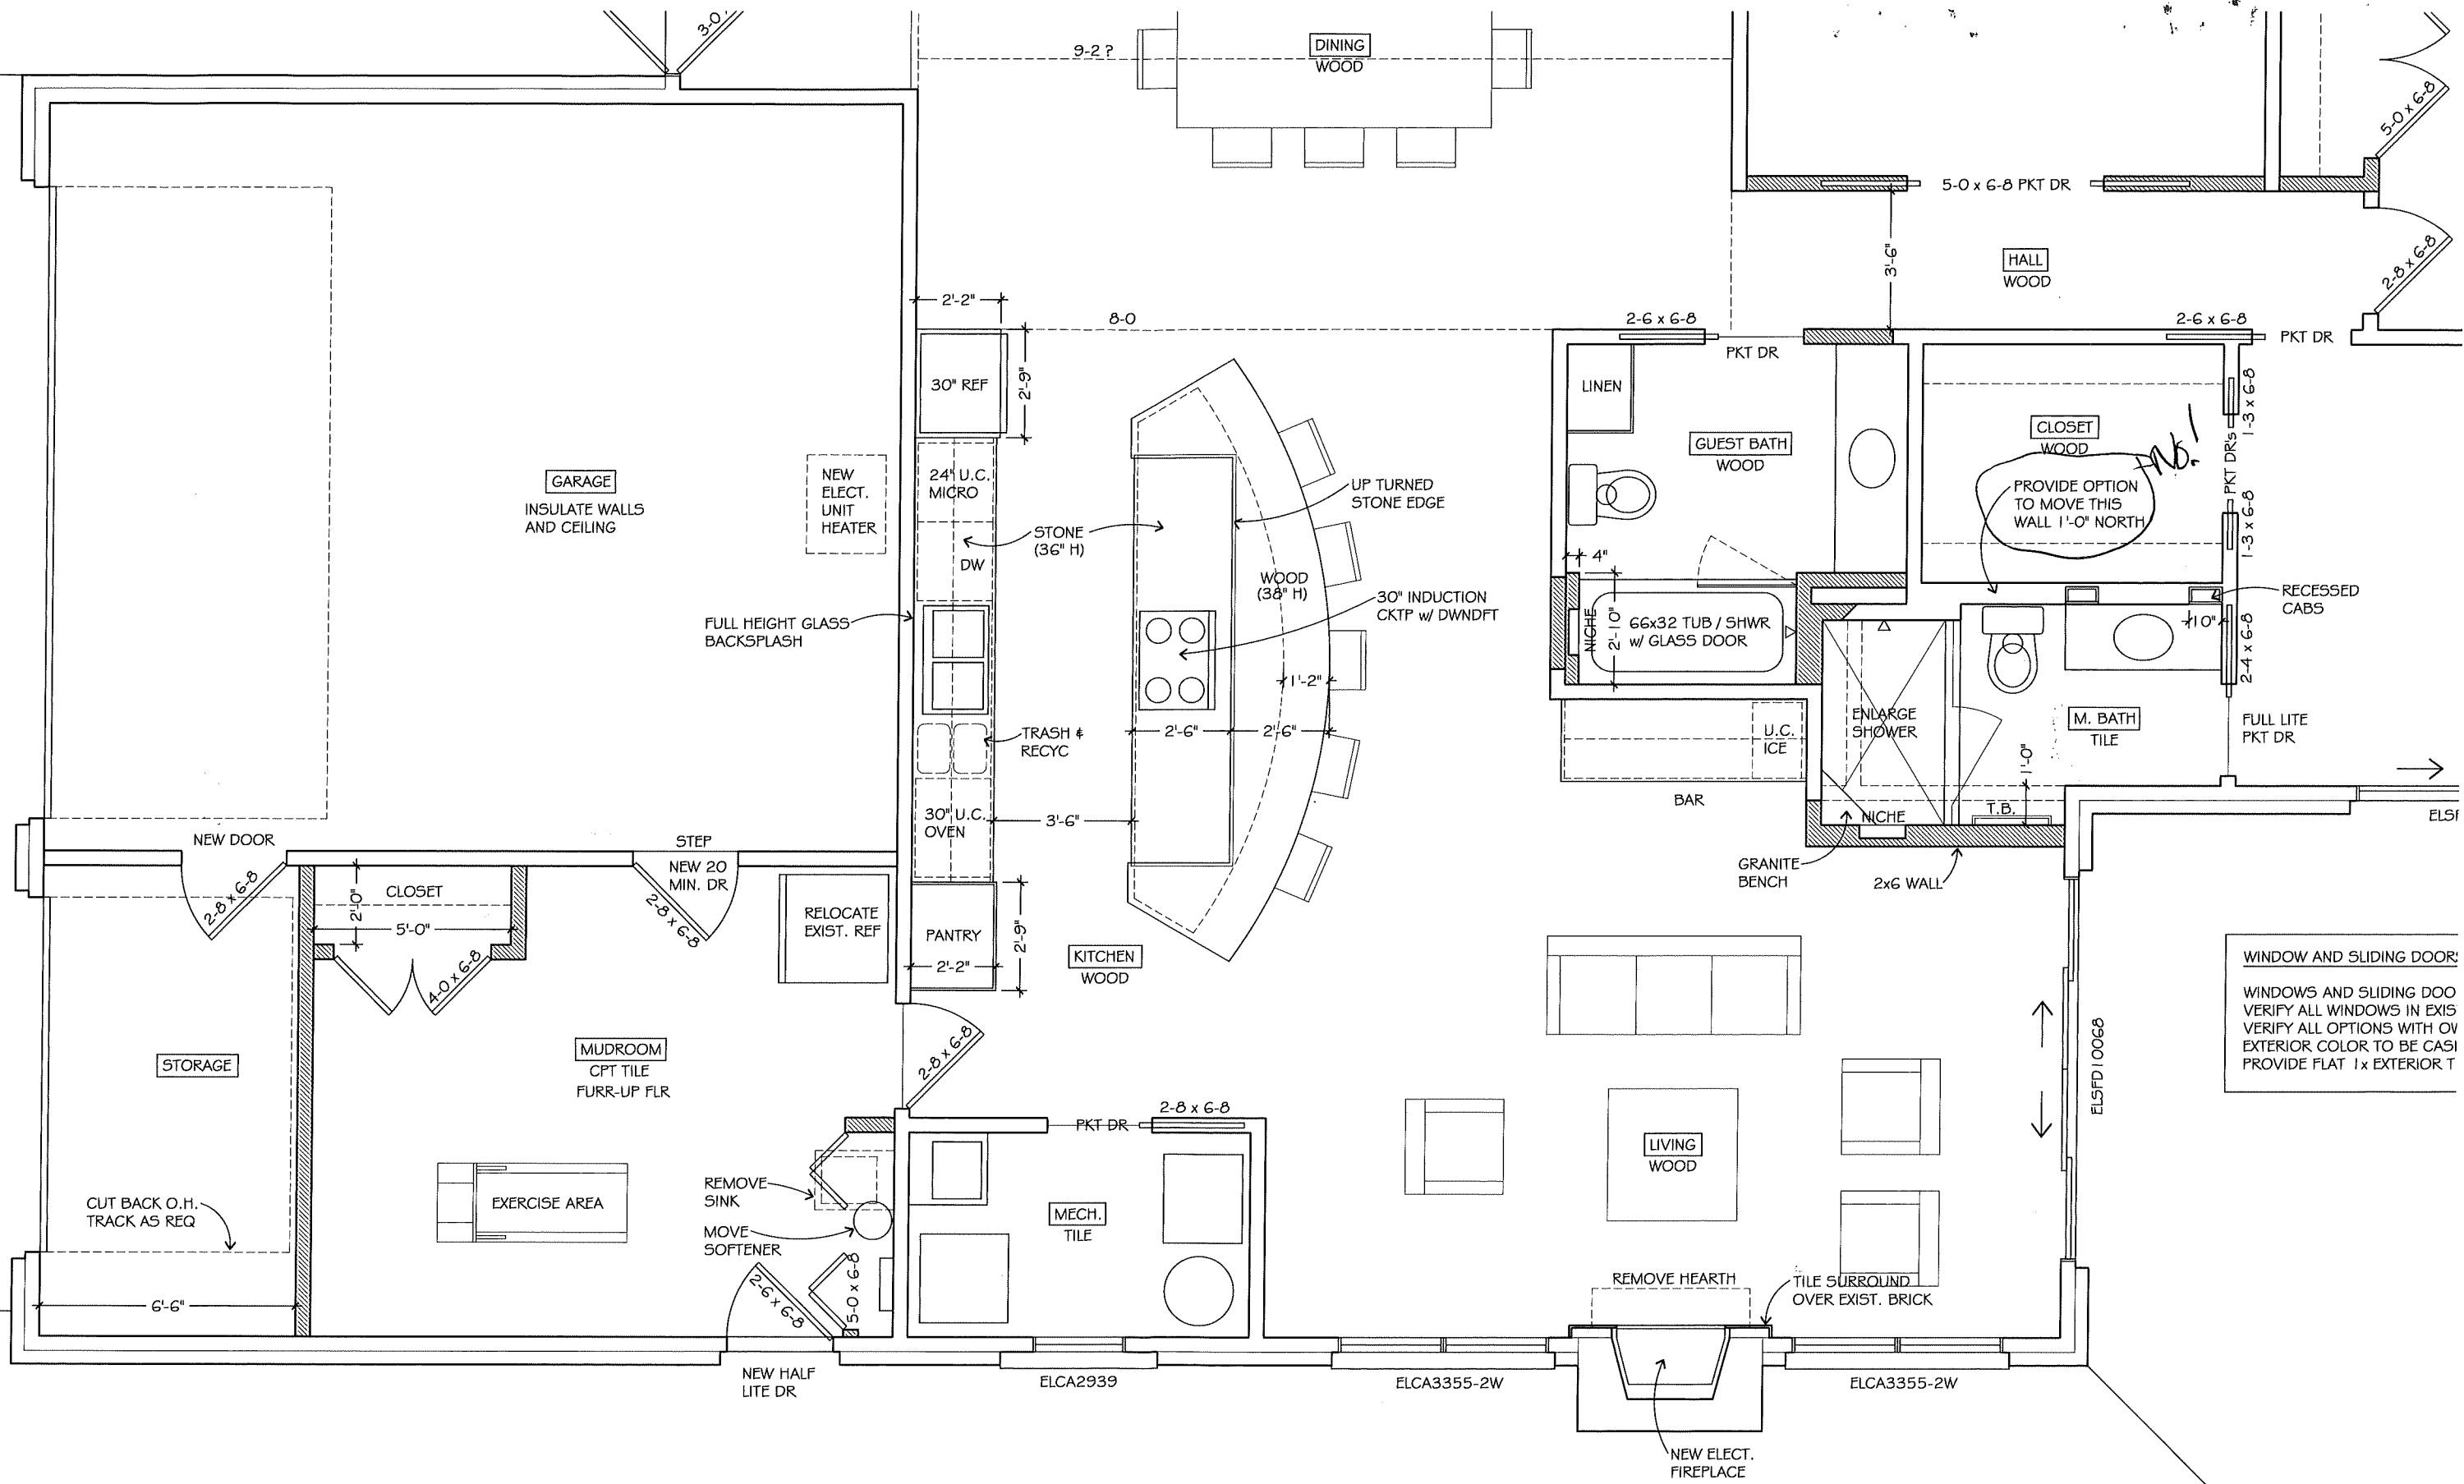 3-0
9-2 ?
DINING
WOOD
5-0 x 6-8
5-0 x 6-8 PKT DR
3'-6"
HALL
WOOD
2-8 x 6-8
2'-2"
8-0
2-6 x 6-8
PKT DR
2-6 x 6-8
PKT DR
30" REF
2'-9"
LINEN
GUEST BATH
WOOD
CLOSET
WOOD
No!
1-3 x 6-8
PKT DR's
1-3 x 6-8
PROVIDE OPTION
TO MOVE THIS
WALL 1'-0" NORTH
GARAGE
INSULATE WALLS
AND CEILING
NEW
ELECT.
UNIT
HEATER
24" U.C.
MICRO
DW
STONE
(36" H)
UP TURNED
STONE EDGE
WOOD
(38" H)
30" INDUCTION
CKTP w/ DWNDFT
4"
NICHE
2'-10"
66x32 TUB / SHWR
w/ GLASS DOOR
RECESSED
CABS
10"
2-4 x 6-8
FULL HEIGHT GLASS
BACKSPLASH
1'-2"
2'-6"
2'-6"
TRASH &
RECYC
U.C.
ICE
BAR
ENLARGE
SHOWER
M. BATH
TILE
FULL LITE
PKT DR
1'-0"
T.B.
NICHE
30" U.C.
OVEN
3'-6"
GRANITE
BENCH
2x6 WALL
NEW DOOR
2-8 x 6-8
STEP
NEW 20
MIN. DR
2-8 x 6-8
CLOSET
2'-0"
5'-0"
4-0 x 6-8
RELOCATE
EXIST. REF
PANTRY
2'-2"
2'-9"
KITCHEN
WOOD
STORAGE
MUDROOM
CPT TILE
FURR-UP FLR
2-8 x 6-8
ELSFD10068
WINDOW AND SLIDING DOORS
WINDOWS AND SLIDING DOO
VERIFY ALL WINDOWS IN EXIS
VERIFY ALL OPTIONS WITH OW
EXTERIOR COLOR TO BE CASI
PROVIDE FLAT 1x EXTERIOR T
PKT DR
2-8 x 6-8
LIVING
WOOD
EXERCISE AREA
REMOVE
SINK
MOVE
SOFTENER
MECH.
TILE
CUT BACK O.H.
TRACK AS REQ
6'-6"
2-6 x 6-8
5-0 x 6-8
REMOVE HEARTH
TILE SURROUND
OVER EXIST. BRICK
NEW HALF
LITE DR
ELCA2939
ELCA3355-2W
ELCA3355-2W
NEW ELECT.
FIREPLACE